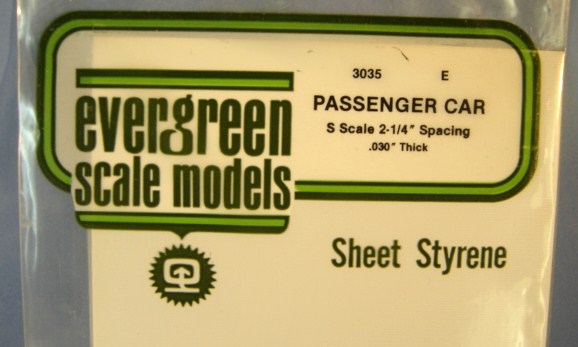 3035 E
PASSENGER CAR
S Scale 2-1/4" Spacing
.030" Thick
evergreen
scale models
Sheet Styrene